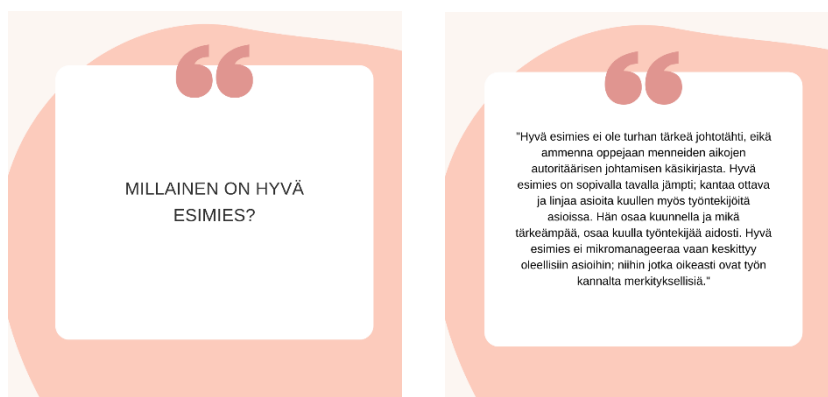 MILLAINEN ON HYVÄ
ESIMIES?
"Hyvä esimies ei ole turhan tärkeä johtotähti, eikä
ammenna oppejaan menneiden aikojen
autoritäärisen johtamisen käsikirjasta. Hyvä
esimies on sopivalla tavalla jämpti; kantaa ottava
ja linjaa asioita kuullen myös työntekijöitä
asioissa. Hän osaa kuunnella ja mikä
tärkeämpää, osaa kuulla työntekijää aidosti. Hyvä
esimies ei mikromanageeraa vaan keskittyy
oleellisiin asioihin; niihin jotka oikeasti ovat työn
kannalta merkityksellisiä."